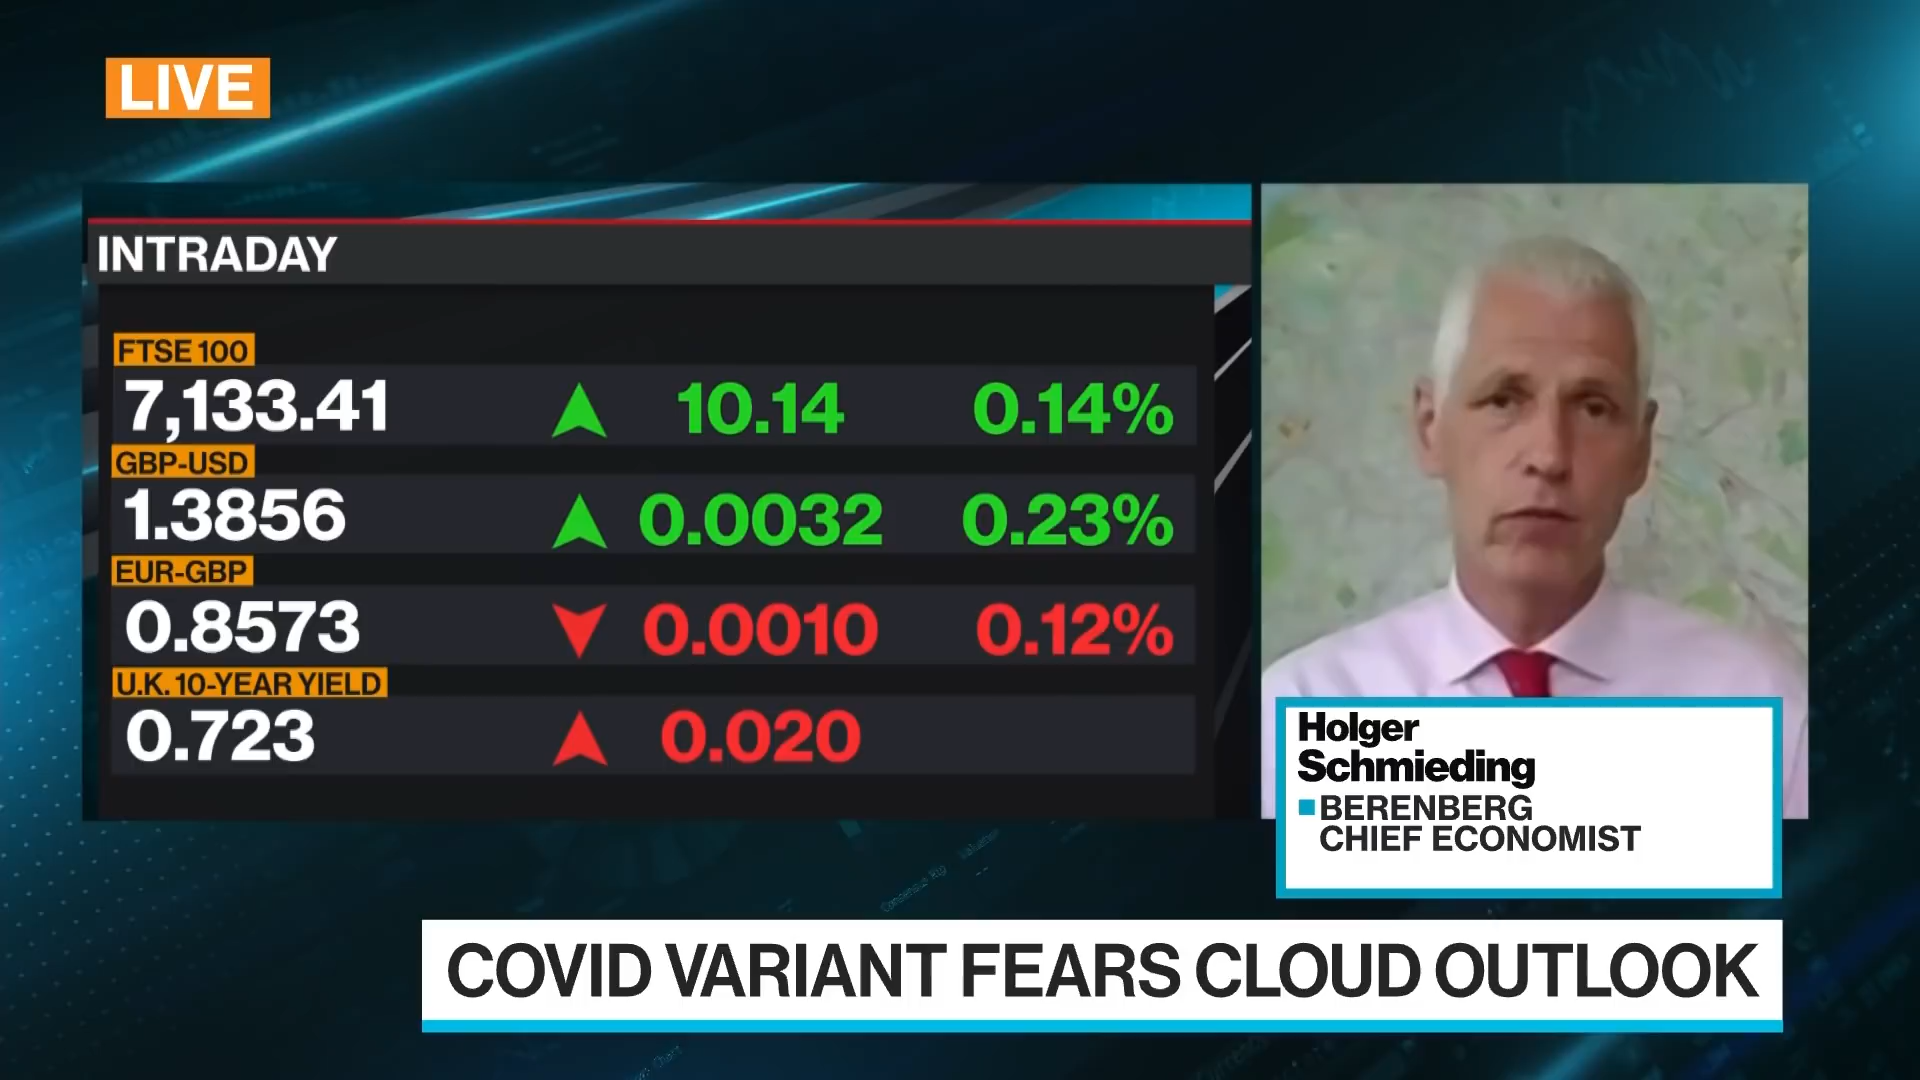 LIVE
INTRADAY
FTSE 100
7,133.41 ▲ 10.14 0.14%
GBP-USD
1.3856 ▲ 0.0032 0.23%
EUR-GBP
0.8573 ▼ 0.0010 0.12%
U.K. 10-YEAR YIELD
0.723 ▲ 0.020
Holger
Schmieding
BERENBERG
CHIEF ECONOMIST
COVID VARIANT FEARS CLOUD OUTLOOK